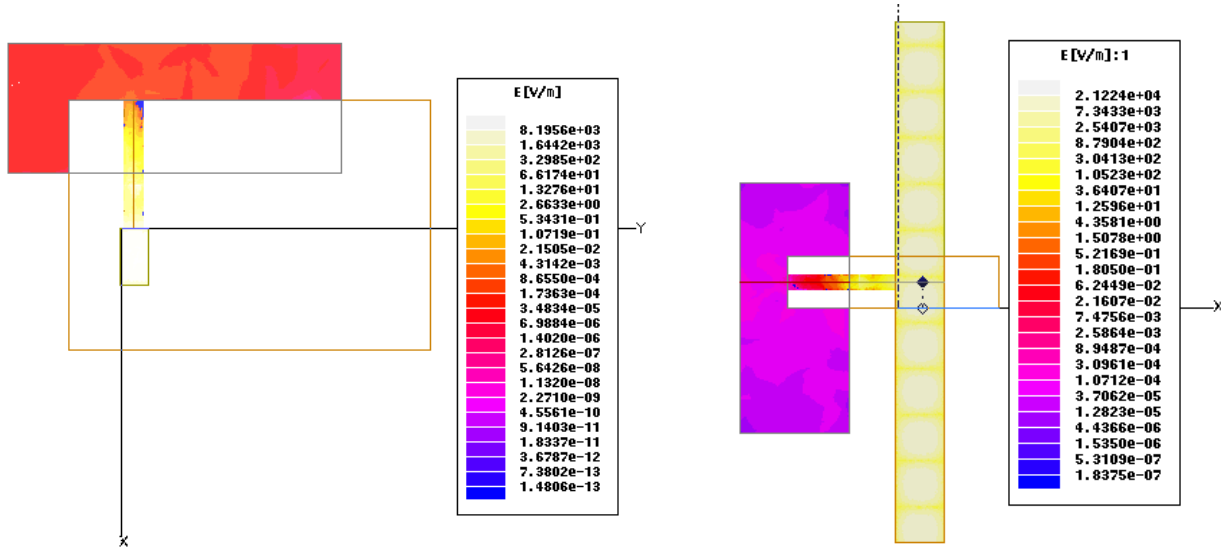 E[V/m]
8.1956e+03
1.6442e+03
3.2985e+02
6.6174e+01
1.3276e+01
2.6633e+00
5.3431e-01
1.0719e-01
2.1505e-02
4.3142e-03
8.6550e-04
1.7363e-04
3.4834e-05
6.9884e-06
1.4020e-06
2.8126e-07
5.6426e-08
1.1320e-08
2.2710e-09
4.5561e-10
9.1403e-11
1.8337e-11
3.6787e-12
7.3802e-13
1.4806e-13
Y
X
E[V/m]:1
2.1224e+04
7.3433e+03
2.5407e+03
8.7904e+02
3.0413e+02
1.0523e+02
3.6407e+01
1.2596e+01
4.3581e+00
1.5078e+00
5.2169e-01
1.8050e-01
6.2449e-02
2.1607e-02
7.4756e-03
2.5864e-03
8.9487e-04
3.0961e-04
1.0712e-04
3.7062e-05
1.2823e-05
4.4366e-06
1.5350e-06
5.3109e-07
1.8375e-07
X